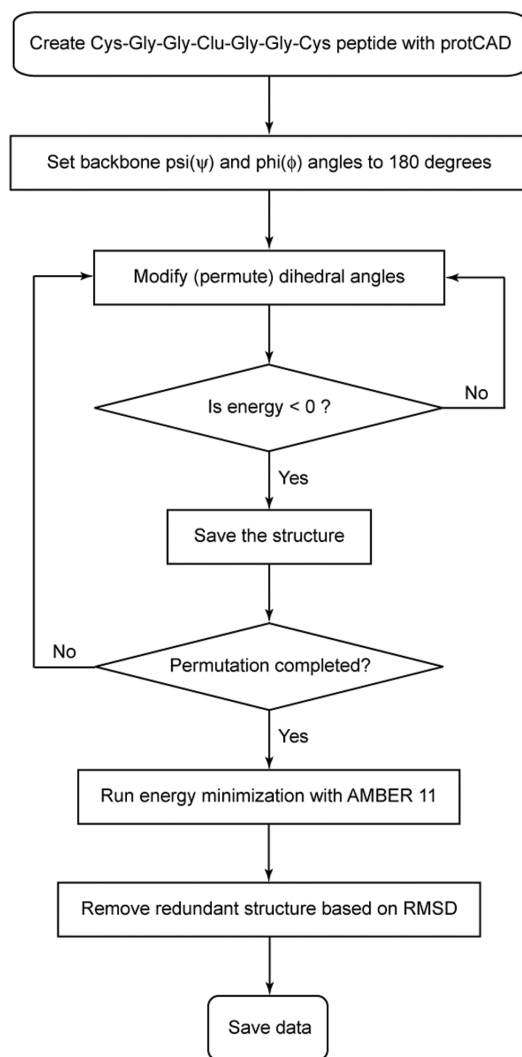 Create Cys-Gly-Gly-Clu-Gly-Gly-Cys peptide with protCAD
Set backbone psi(ψ) and phi(ϕ) angles to 180 degrees
Modify (permute) dihedral angles
Is energy < 0 ?
No
Yes
Save the structure
Permutation completed?
No
Yes
Run energy minimization with AMBER 11
Remove redundant structure based on RMSD
Save data